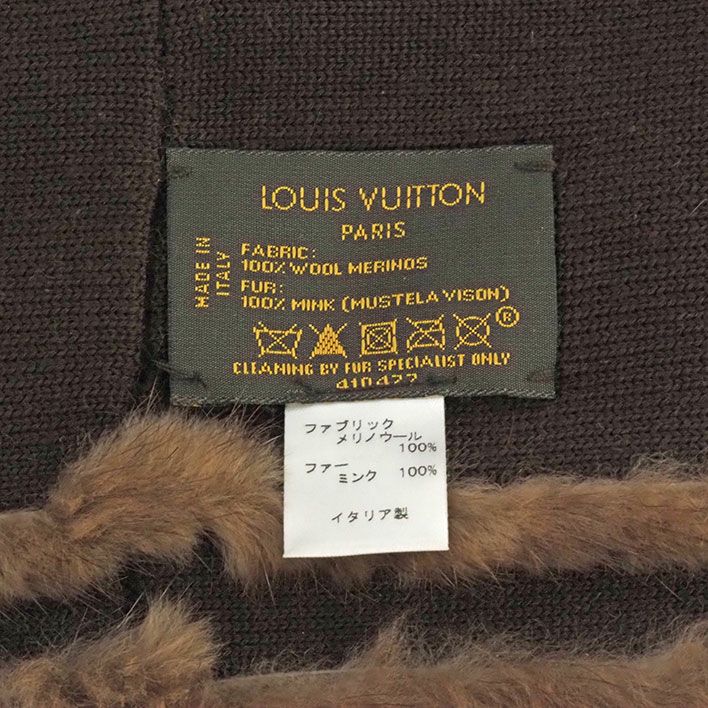 LOUIS VUITTON
PARIS
MADE IN
ITALY
FABRIC:
100% WOOL MERINOS
FUR:
100% MINK (MUSTELA VISON)
®
CLEANING BY FUR SPECIALIST ONLY
410477
ファブリック
メリノウール
100%
ファー
ミンク 100%
イタリア製